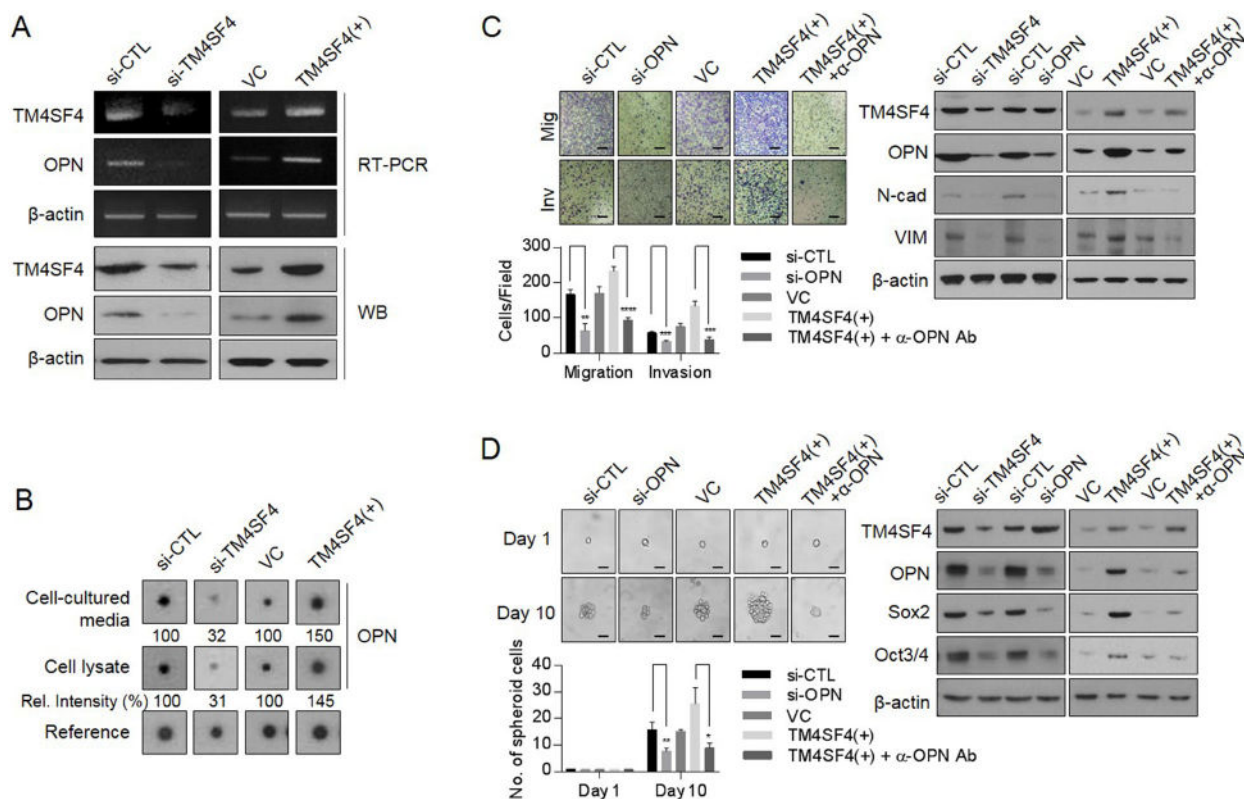 A
si-CTL
si-TM4SF4
VC
TM4SF4(+)
TM4SF4
OPN
β-actin
RT-PCR
TM4SF4
OPN
β-actin
WB
B
si-CTL
si-TM4SF4
VC
TM4SF4(+)
Cell-cultured
media
100 32 100 150
Cell lysate
OPN
Rel. Intensity (%) 100 31 100 145
Reference
C
si-CTL
si-OPN
VC
TM4SF4(+)
TM4SF4(+)
+α-OPN
Mig
Inv
Cells/Field
300
200
100
0
** **** *** ***
Migration Invasion
si-CTL
si-OPN
VC
TM4SF4(+)
TM4SF4(+) + α-OPN Ab
si-CTL
si-TM4SF4
si-CTL
si-OPN
VC
TM4SF4(+)
VC
TM4SF4(+)
+α-OPN
TM4SF4
OPN
N-cad
VIM
β-actin
D
si-CTL
si-OPN
VC
TM4SF4(+)
TM4SF4(+)
+α-OPN
Day 1
Day 10
No. of spheroid cells
40
30
20
10
0
** *
Day 1 Day 10
si-CTL
si-OPN
VC
TM4SF4(+)
TM4SF4(+) + α-OPN Ab
si-CTL
si-TM4SF4
si-CTL
si-OPN
VC
TM4SF4(+)
VC
TM4SF4(+)
+α-OPN
TM4SF4
OPN
Sox2
Oct3/4
β-actin